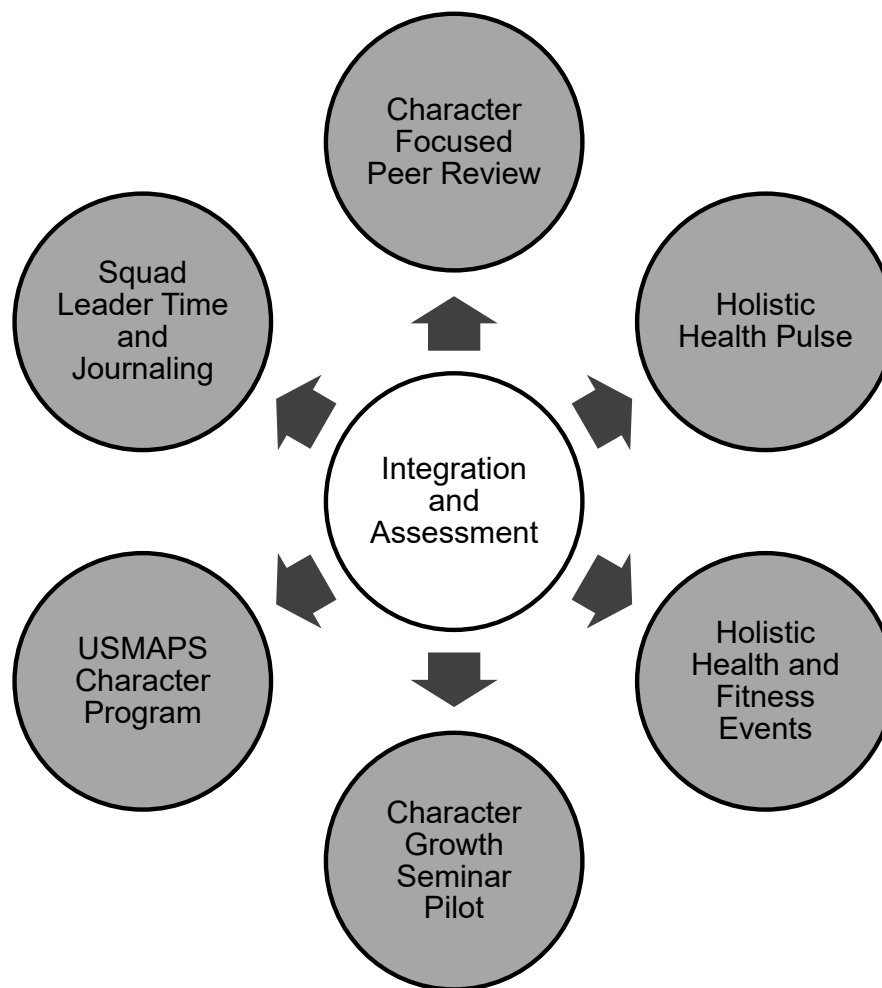 Character
Focused
Peer Review
Squad
Leader Time
and
Journaling
Holistic
Health Pulse
Integration
and
Assessment
USMAPS
Character
Program
Holistic
Health and
Fitness
Events
Character
Growth
Seminar
Pilot